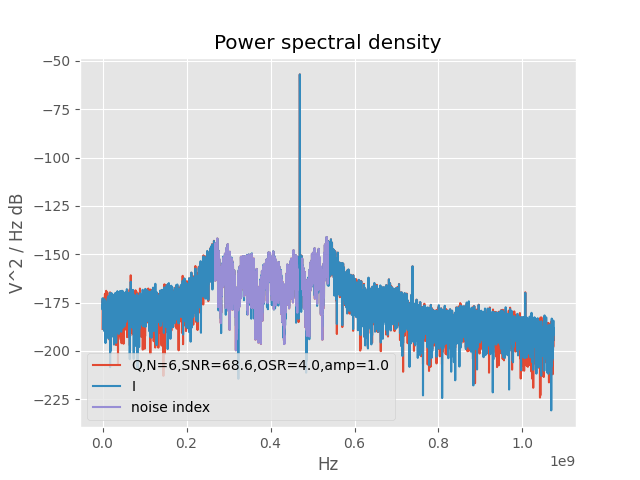 Power spectral density
V^2 / Hz dB
−50
−75
−100
−125
−150
−175
−200
−225
Q,N=6,SNR=68.6,OSR=4.0,amp=1.0
I
noise index
0.0 0.2 0.4 0.6 0.8 1.0
1e9
Hz